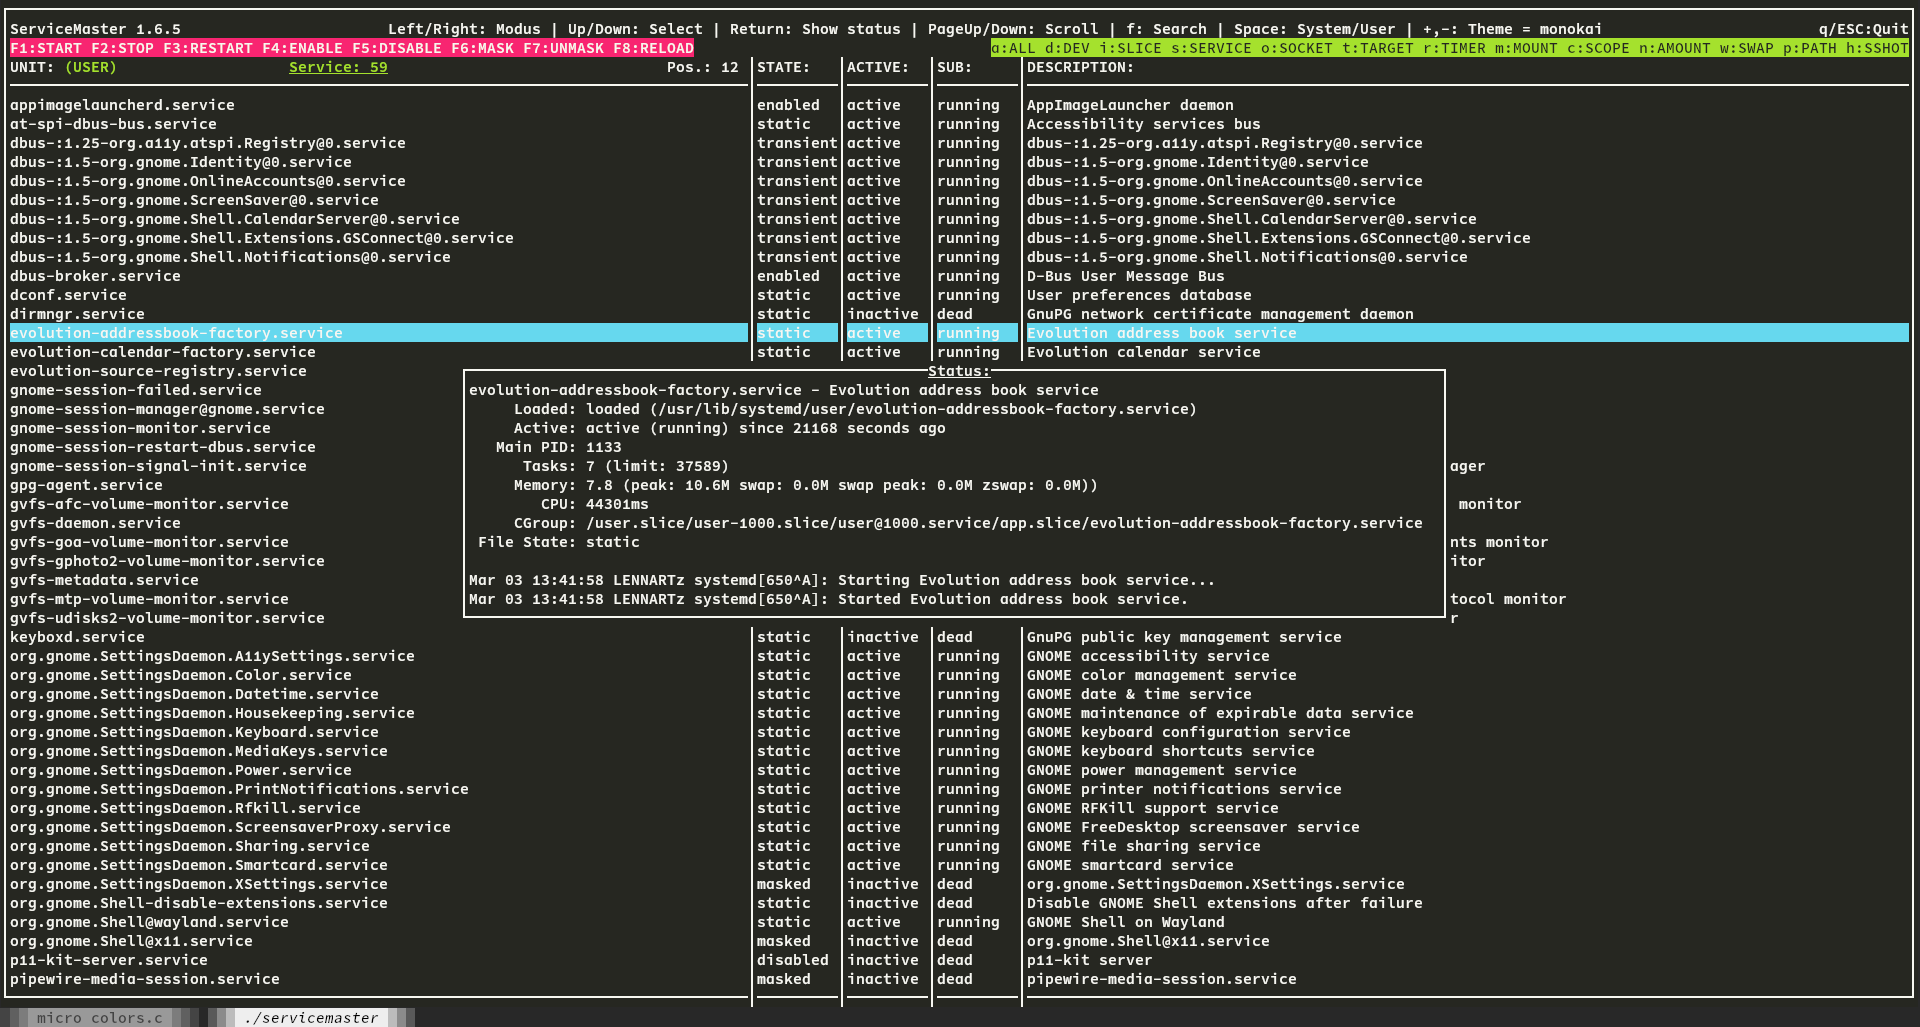 ServiceMaster 1.6.5 Left/Right: Modus | Up/Down: Select | Return: Show status | PageUp/Down: Scroll | f: Search | Space: System/User | +,-: Theme = monokai q/ESC:Quit
F1:START F2:STOP F3:RESTART F4:ENABLE F5:DISABLE F6:MASK F7:UNMASK F8:RELOAD a:ALL d:DEV i:SLICE s:SERVICE o:SOCKET t:TARGET r:TIMER m:MOUNT c:SCOPE n:AMOUNT w:SWAP p:PATH h:SSHOT
UNIT: (USER) Service: 59 Pos.: 12 STATE: ACTIVE: SUB: DESCRIPTION:
appimagelauncherd.service enabled active running AppImageLauncher daemon
at-spi-dbus-bus.service static active running Accessibility services bus
dbus-:1.25-org.a11y.atspi.Registry@0.service transient active running dbus-:1.25-org.a11y.atspi.Registry@0.service
dbus-:1.5-org.gnome.Identity@0.service transient active running dbus-:1.5-org.gnome.Identity@0.service
dbus-:1.5-org.gnome.OnlineAccounts@0.service transient active running dbus-:1.5-org.gnome.OnlineAccounts@0.service
dbus-:1.5-org.gnome.ScreenSaver@0.service transient active running dbus-:1.5-org.gnome.ScreenSaver@0.service
dbus-:1.5-org.gnome.Shell.CalendarServer@0.service transient active running dbus-:1.5-org.gnome.Shell.CalendarServer@0.service
dbus-:1.5-org.gnome.Shell.Extensions.GSConnect@0.service transient active running dbus-:1.5-org.gnome.Shell.Extensions.GSConnect@0.service
dbus-:1.5-org.gnome.Shell.Notifications@0.service transient active running dbus-:1.5-org.gnome.Shell.Notifications@0.service
dbus-broker.service enabled active running D-Bus User Message Bus
dconf.service static active running User preferences database
dirmngr.service static inactive dead GnuPG network certificate management daemon
evolution-addressbook-factory.service static active running Evolution address book service
evolution-calendar-factory.service static active running Evolution calendar service
evolution-source-registry.service Status:
gnome-session-failed.service evolution-addressbook-factory.service - Evolution address book service
gnome-session-manager@gnome.service Loaded: loaded (/usr/lib/systemd/user/evolution-addressbook-factory.service)
gnome-session-monitor.service Active: active (running) since 21168 seconds ago
gnome-session-restart-dbus.service Main PID: 1133
gnome-session-signal-init.service Tasks: 7 (limit: 37589) ager
gpg-agent.service Memory: 7.8 (peak: 10.6M swap: 0.0M swap peak: 0.0M zswap: 0.0M))
gvfs-afc-volume-monitor.service CPU: 44301ms monitor
gvfs-daemon.service CGroup: /user.slice/user-1000.slice/user@1000.service/app.slice/evolution-addressbook-factory.service
gvfs-goa-volume-monitor.service File State: static nts monitor
gvfs-gphoto2-volume-monitor.service itor
gvfs-metadata.service Mar 03 13:41:58 LENNARTz systemd[650^A]: Starting Evolution address book service...
gvfs-mtp-volume-monitor.service Mar 03 13:41:58 LENNARTz systemd[650^A]: Started Evolution address book service. tocol monitor
gvfs-udisks2-volume-monitor.service r
keyboxd.service static inactive dead GnuPG public key management service
org.gnome.SettingsDaemon.A11ySettings.service static active running GNOME accessibility service
org.gnome.SettingsDaemon.Color.service static active running GNOME color management service
org.gnome.SettingsDaemon.Datetime.service static active running GNOME date & time service
org.gnome.SettingsDaemon.Housekeeping.service static active running GNOME maintenance of expirable data service
org.gnome.SettingsDaemon.Keyboard.service static active running GNOME keyboard configuration service
org.gnome.SettingsDaemon.MediaKeys.service static active running GNOME keyboard shortcuts service
org.gnome.SettingsDaemon.Power.service static active running GNOME power management service
org.gnome.SettingsDaemon.PrintNotifications.service static active running GNOME printer notifications service
org.gnome.SettingsDaemon.Rfkill.service static active running GNOME RFKill support service
org.gnome.SettingsDaemon.ScreensaverProxy.service static active running GNOME FreeDesktop screensaver service
org.gnome.SettingsDaemon.Sharing.service static active running GNOME file sharing service
org.gnome.SettingsDaemon.Smartcard.service static active running GNOME smartcard service
org.gnome.SettingsDaemon.XSettings.service masked inactive dead org.gnome.SettingsDaemon.XSettings.service
org.gnome.Shell-disable-extensions.service static inactive dead Disable GNOME Shell extensions after failure
org.gnome.Shell@wayland.service static active running GNOME Shell on Wayland
org.gnome.Shell@x11.service masked inactive dead org.gnome.Shell@x11.service
p11-kit-server.service disabled inactive dead p11-kit server
pipewire-media-session.service masked inactive dead pipewire-media-session.service
micro colors.c ./servicemaster